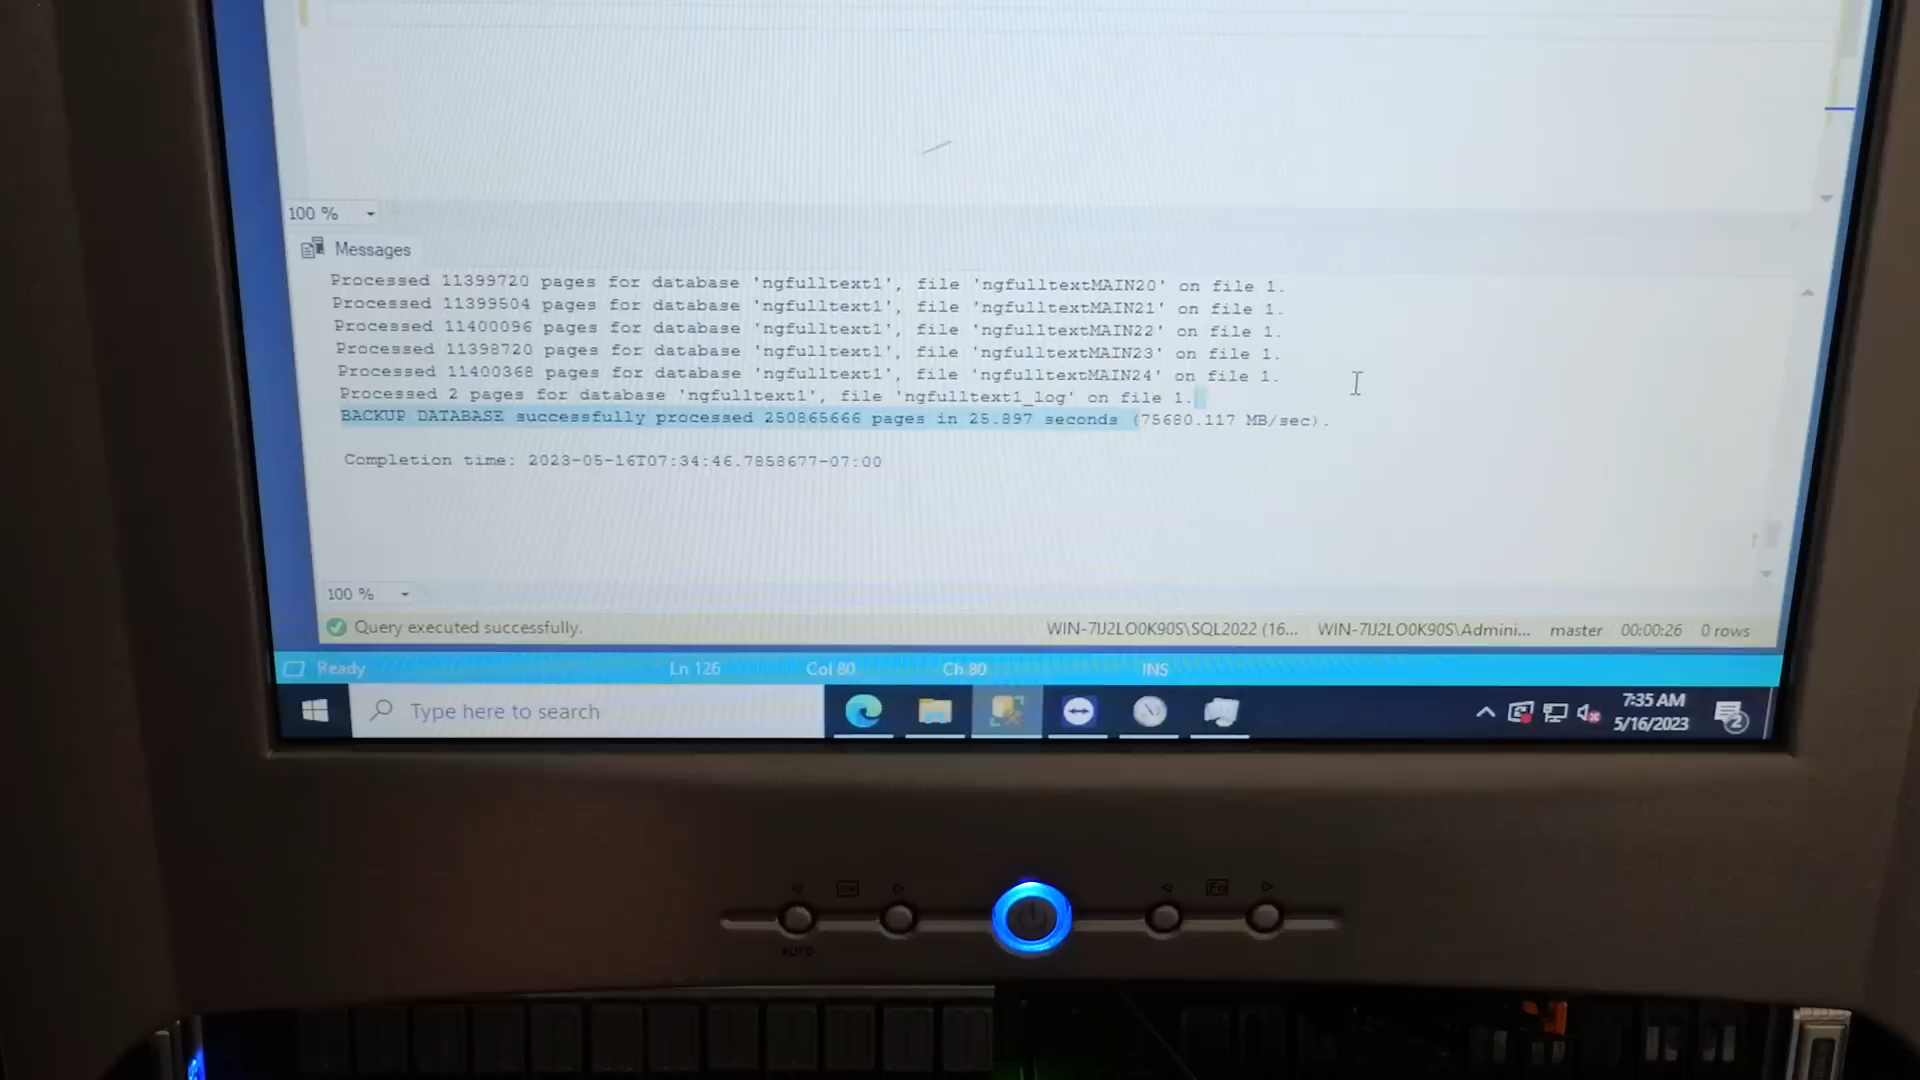 100 %
Messages
Processed 11399720 pages for database 'ngfulltext1', file 'ngfulltextMAIN20' on file 1.
Processed 11399504 pages for database 'ngfulltext1', file 'ngfulltextMAIN21' on file 1.
Processed 11400096 pages for database 'ngfulltext1', file 'ngfulltextMAIN22' on file 1.
Processed 11398720 pages for database 'ngfulltext1', file 'ngfulltextMAIN23' on file 1.
Processed 11400368 pages for database 'ngfulltext1', file 'ngfulltextMAIN24' on file 1.
Processed 2 pages for database 'ngfulltext1', file 'ngfulltext1_log' on file 1.
BACKUP DATABASE successfully processed 250865666 pages in 25.897 seconds (75680.117 MB/sec).
Completion time: 2023-05-16T07:34:46.7858677-07:00
100 %
Query executed successfully. WIN-7IJ2LO0K90S\SQL2022 (16... WIN-7IJ2LO0K90S\Admini... master 00:00:26 0 rows
Ready Ln 126 Col 80 Ch 80 INS
Type here to search
7:35 AM
5/16/2023
2
Fn
AUTO